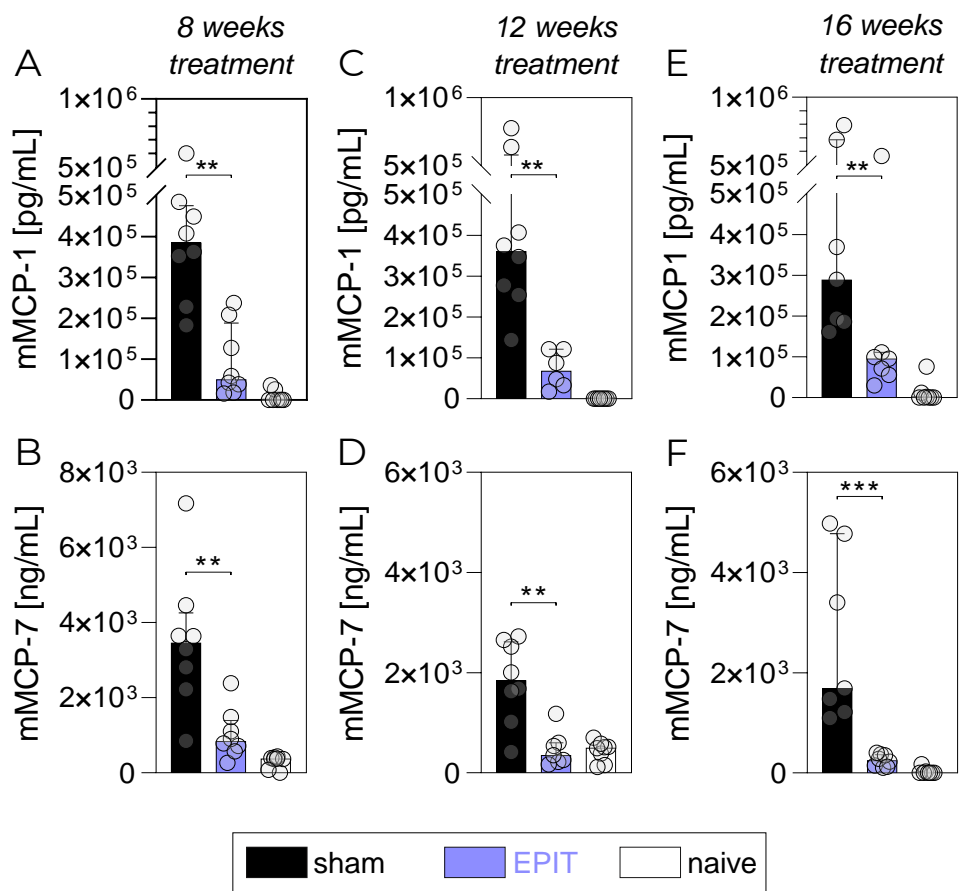 8 weeks
treatment
12 weeks
treatment
16 weeks
treatment
A
mMCP-1 [pg/mL]
1×10⁶
5×10⁵
5×10⁵
4×10⁵
3×10⁵
2×10⁵
1×10⁵
0
**
C
mMCP-1 [pg/mL]
1×10⁶
5×10⁵
5×10⁵
4×10⁵
3×10⁵
2×10⁵
1×10⁵
0
**
E
mMCP1 [pg/mL]
1×10⁶
5×10⁵
5×10⁵
4×10⁵
3×10⁵
2×10⁵
1×10⁵
0
**
B
mMCP-7 [ng/mL]
8×10³
6×10³
4×10³
2×10³
0
**
D
mMCP-7 [ng/mL]
6×10³
4×10³
2×10³
0
**
F
mMCP-7 [ng/mL]
6×10³
4×10³
2×10³
0
***
sham EPIT naive